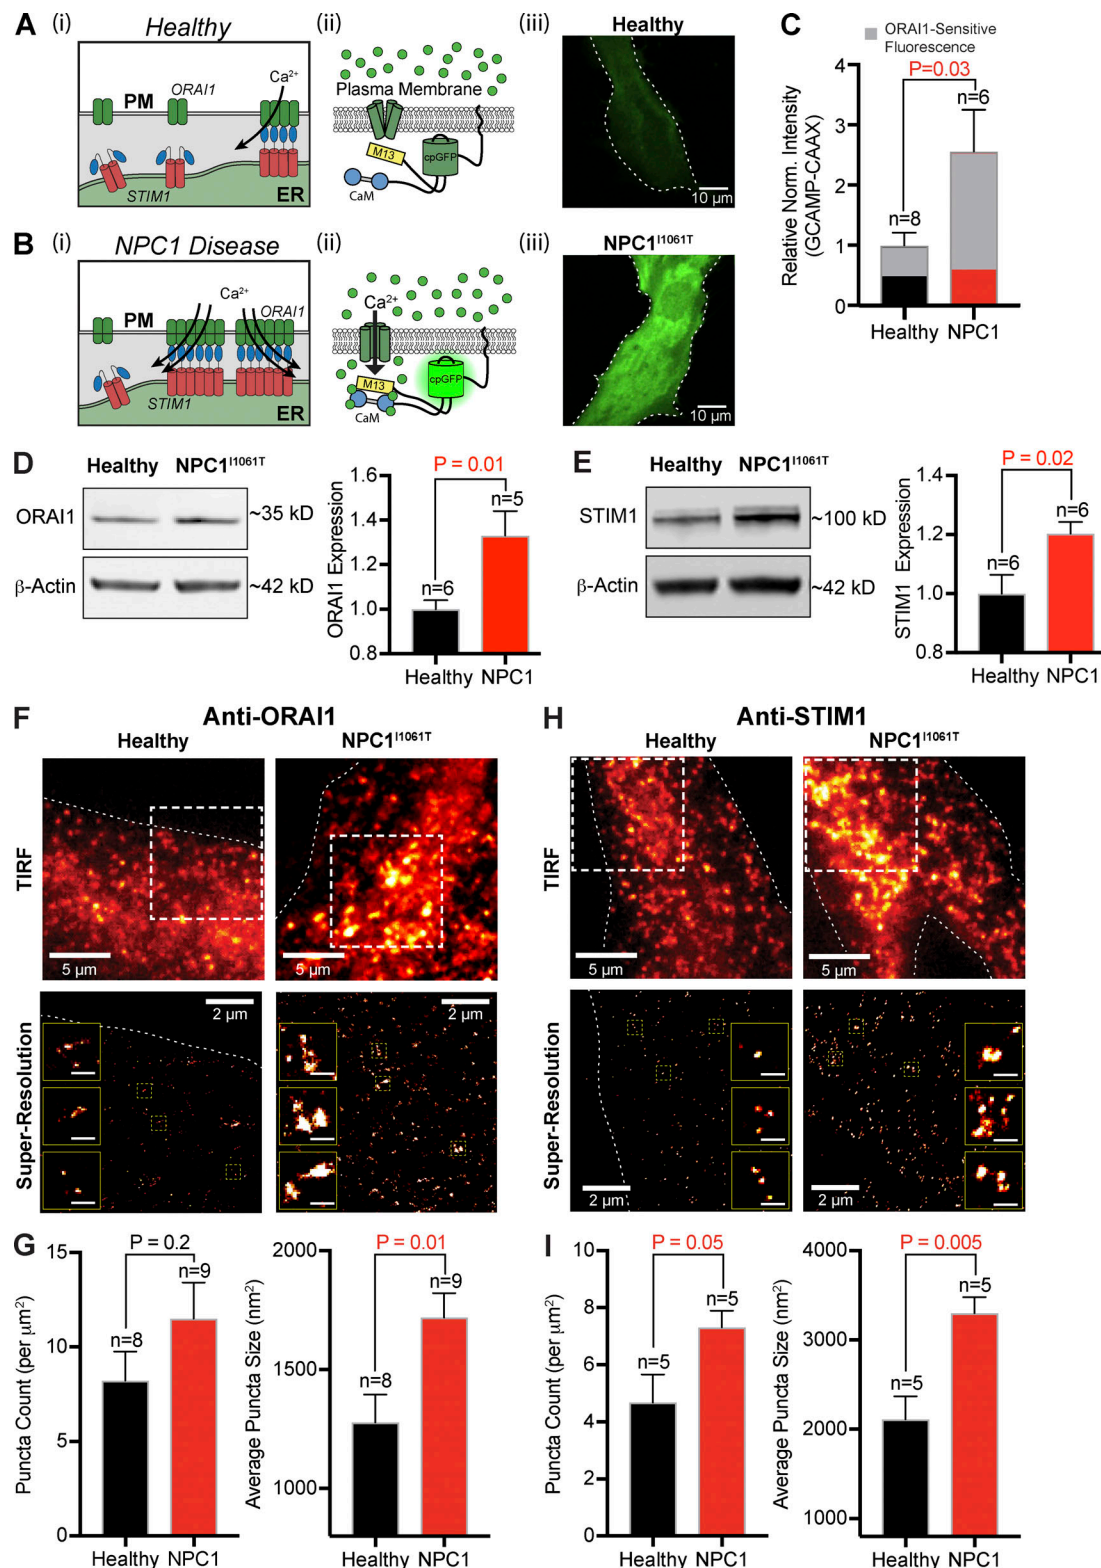 A (i) Healthy (ii) (iii) Healthy
Ca²⁺
PM ORAI1
STIM1
ER
Plasma Membrane
M13
cpGFP
CaM
10 µm
C ORAI1-Sensitive
Fluorescence
Relative Norm. Intensity
(GCAMP-CAAX)
5
4
3
2
1
0
P=0.03
n=6
n=8
Healthy NPC1
B (i) NPC1 Disease (ii) (iii) NPC1ᴵ¹⁰⁶¹ᵀ
Ca²⁺
PM ORAI1
STIM1
ER
Ca²⁺
M13
cpGFP
CaM
10 µm
D Healthy NPC1ᴵ¹⁰⁶¹ᵀ
ORAI1 ~35 kD
β-Actin ~42 kD
ORAI1 Expression
1.6
1.4
1.2
1.0
0.8
P = 0.01
n=5
n=6
Healthy NPC1
E Healthy NPC1ᴵ¹⁰⁶¹ᵀ
STIM1 ~100 kD
β-Actin ~42 kD
STIM1 Expression
1.4
1.2
1.0
0.8
P = 0.02
n=6
n=6
Healthy NPC1
F Anti-ORAI1
Healthy NPC1ᴵ¹⁰⁶¹ᵀ
TIRF
5 µm 5 µm
Super-Resolution
2 µm 2 µm
H Anti-STIM1
Healthy NPC1ᴵ¹⁰⁶¹ᵀ
TIRF
5 µm 5 µm
Super-Resolution
2 µm 2 µm
G
Puncta Count (per µm²)
15
10
5
0
P = 0.2
n=9
n=8
Healthy NPC1
Average Puncta Size (nm²)
2000
1500
1000
P = 0.01
n=9
n=8
Healthy NPC1
I
Puncta Count (per µm²)
10
8
6
4
2
0
P = 0.05
n=5
n=5
Healthy NPC1
Average Puncta Size (nm²)
4000
3000
2000
1000
P = 0.005
n=5
n=5
Healthy NPC1